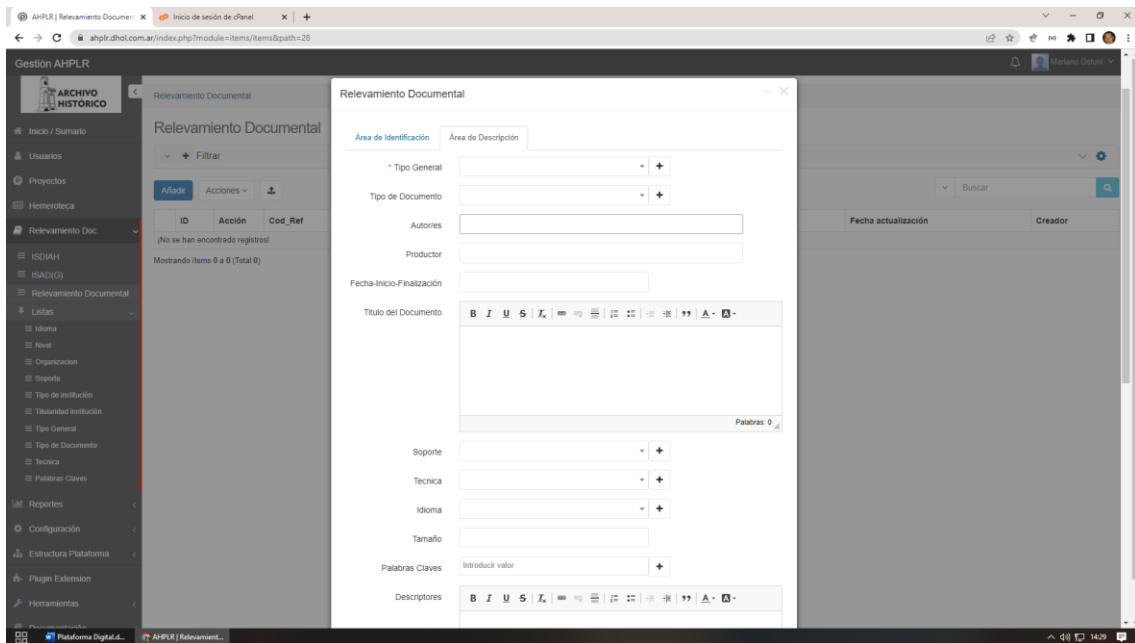 AHPLR | Relevamiento Documen
Inicio de sesión de cPanel
ahplr.dhol.com.ar/index.php?module=items/items&path=28
Gestión AHPLR
Mariano Ostuni
ARCHIVO
HISTÓRICO
Inicio / Sumario
Usuarios
Proyectos
Hemeroteca
Relevamiento Doc.
ISDIAH
ISAD(G)
Relevamiento Documental
Listas
Idioma
Nivel
Organizacion
Soporte
Tipo de institución
Titularidad institución
Tipo General
Tipo de Documento
Tecnica
Palabras Claves
Reportes
Configuración
Estructura Plataforma
Plugin Extension
Herramientas
Documentación
Relevamiento Documental
Relevamiento Documental
Filtrar
Añadir Acciones
Buscar
ID Acción Cod_Ref Fecha actualización Creador
¡No se han encontrado registros!
Mostrando items 0 a 0 (Total 0)
Relevamiento Documental
Área de Identificación Área de Descripción
* Tipo General
Tipo de Documento
Autor/es
Productor
Fecha-Inicio-Finalización
Titulo del Documento
Palabras: 0
Soporte
Tecnica
Idioma
Tamaño
Palabras Claves Introducir valor
Descriptores
Plataforma Digital.d... AHPLR | Relevamient... 14:29